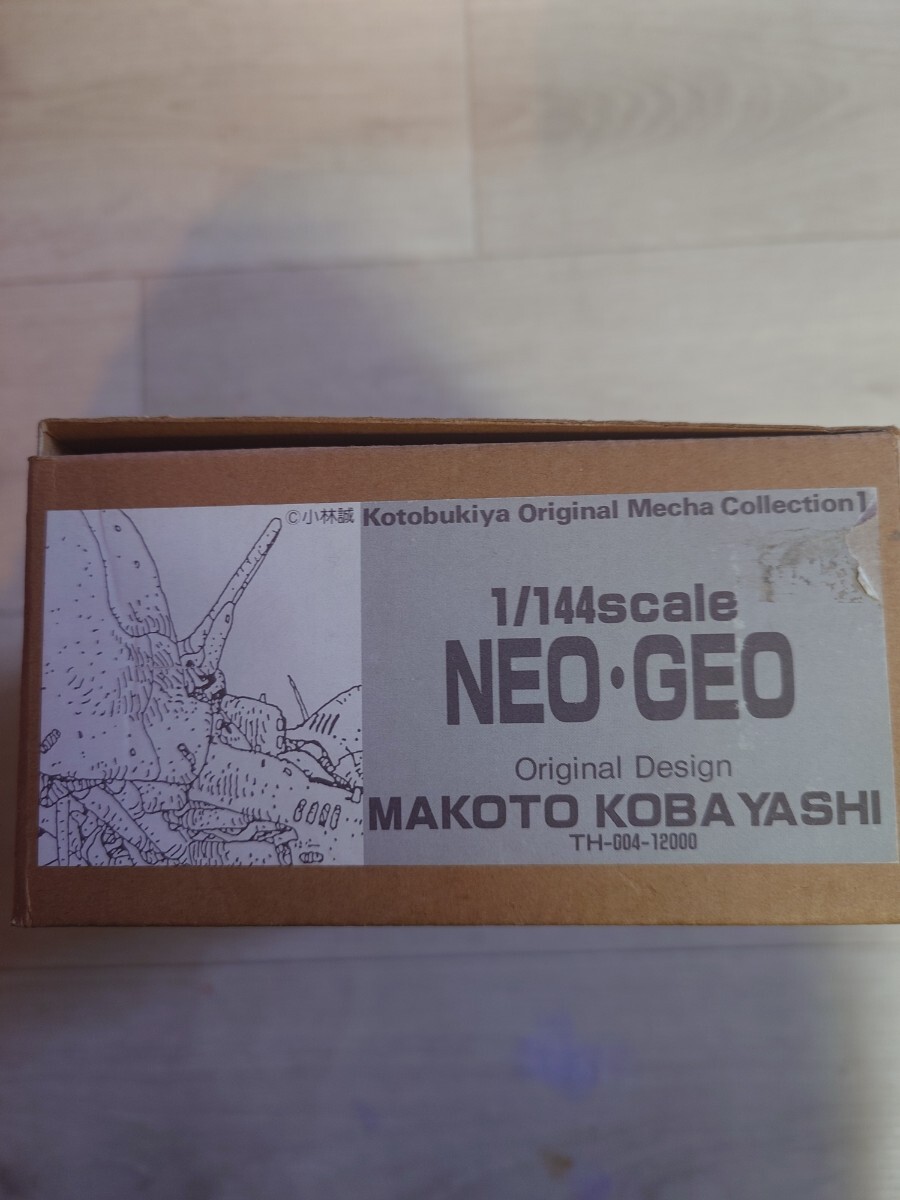 ©小林誠
Kotobukiya Original Mecha Collection1
1/144scale
NEO·GEO
Original Design
MAKOTO KOBAYASHI
TH-004-12000